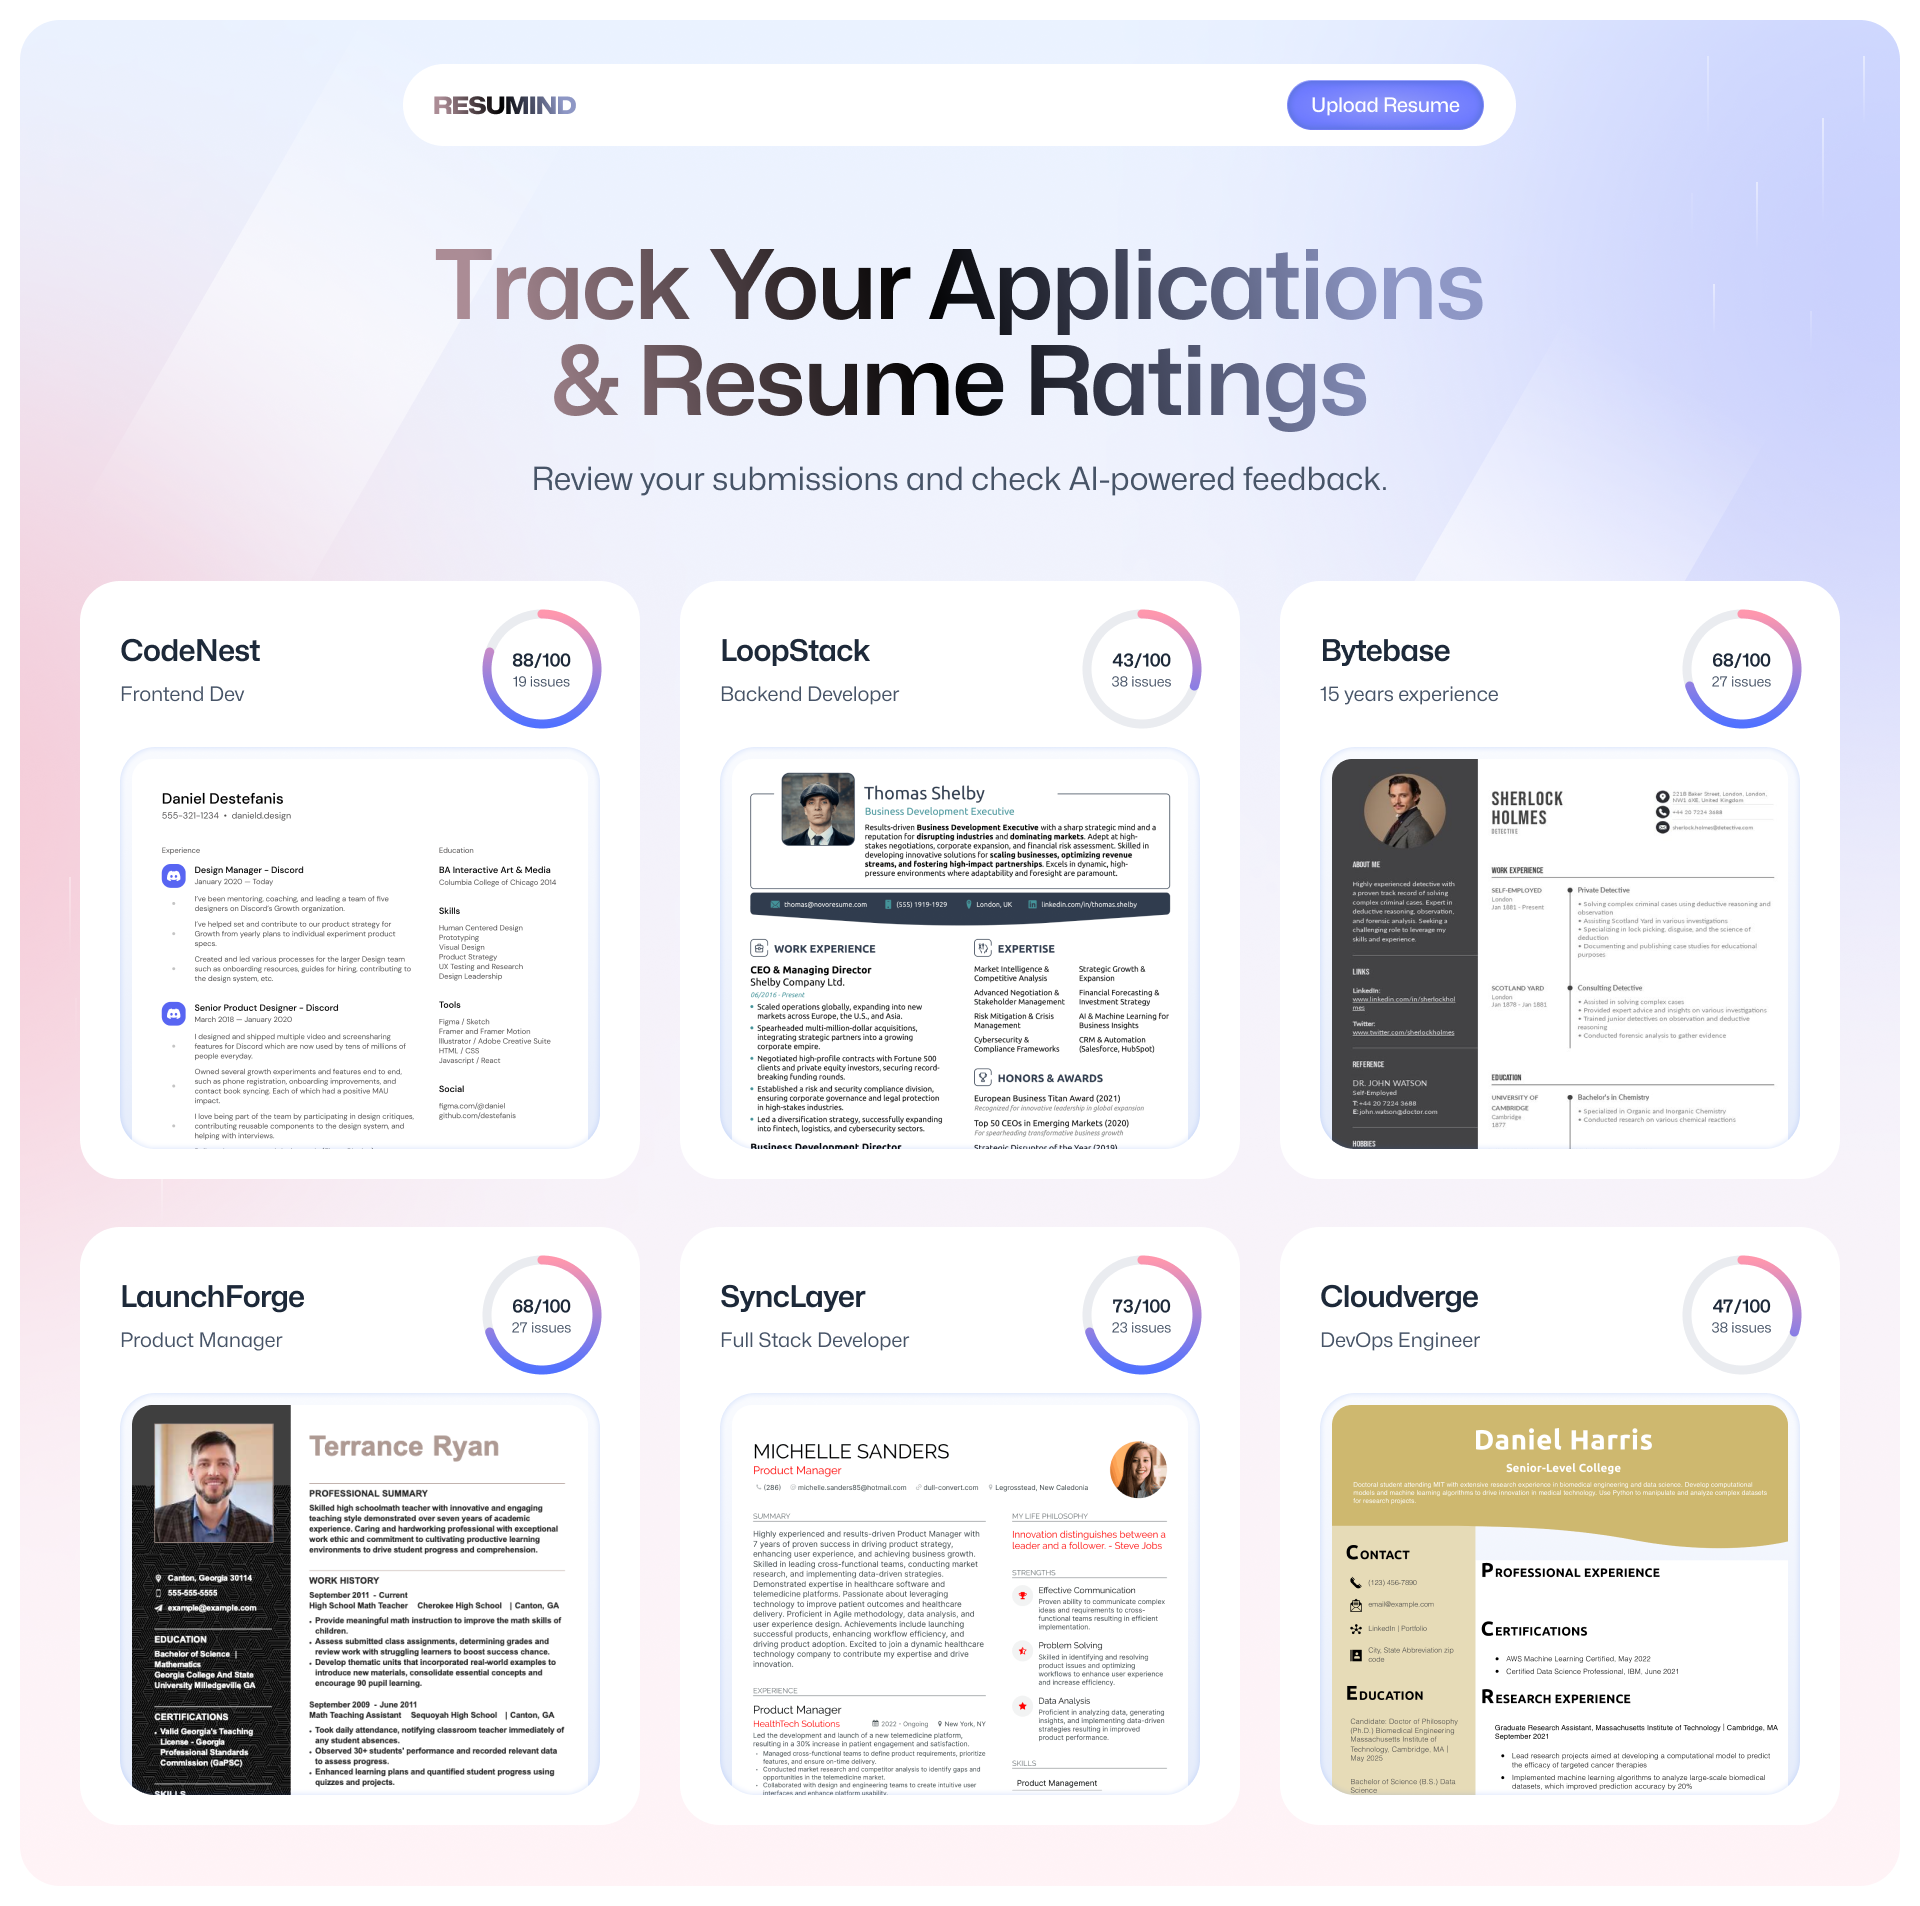 RESUMIND
Upload Resume
Track Your Applications
& Resume Ratings
Review your submissions and check AI-powered feedback.
CodeNest
Frontend Dev
88/100
19 issues
Daniel Destefanis
555-321-1234 • danield.design
Experience
Design Manager – Discord
January 2020 — Today
I've been mentoring, coaching, and leading a team of five
designers on Discord's Growth organization.
I've helped set and contribute to our product strategy for
Growth from yearly plans to individual experiment product
specs.
Created and led various processes for the larger Design team
such as onboarding resources, guides for hiring, contributing to
the design system, etc.
Senior Product Designer – Discord
March 2018 — January 2020
I designed and shipped multiple video and screensharing
features for Discord which are now used by tens of millions of
people everyday.
Owned several growth experiments and features end to end,
such as phone registration, onboarding improvements, and
contact book syncing. Each of which had a positive MAU
impact.
I love being part of the team by participating in design critiques,
contributing reusable components to the design system, and
helping with interviews.
Education
BA Interactive Art & Media
Columbia College of Chicago 2014
Skills
Human Centered Design
Prototyping
Visual Design
Product Strategy
UX Testing and Research
Design Leadership
Tools
Figma / Sketch
Framer and Framer Motion
Illustrator / Adobe Creative Suite
HTML / CSS
Javascript / React
Social
figma.com/@daniel
github.com/destefanis
LoopStack
Backend Developer
43/100
38 issues
Thomas Shelby
Business Development Executive
Results-driven Business Development Executive with a sharp strategic mind and a
reputation for disrupting industries and dominating markets. Adept at high-
stakes negotiations, corporate expansion, and financial risk assessment. Skilled in
developing innovative solutions for scaling businesses, optimizing revenue
streams, and fostering high-impact partnerships. Excels in dynamic, high-
pressure environments where adaptability and foresight are paramount.
thomas@novoresume.com
(555) 1919-1929
London, UK
linkedin.com/in/thomas.shelby
WORK EXPERIENCE
CEO & Managing Director
Shelby Company Ltd.
06/2016 - Present
Scaled operations globally, expanding into new
markets across Europe, the U.S., and Asia.
Spearheaded multi-million-dollar acquisitions,
integrating strategic partners into a growing
corporate empire.
Negotiated high-profile contracts with Fortune 500
clients and private equity investors, securing record-
breaking funding rounds.
Established a risk and security compliance division,
ensuring corporate governance and legal protection
in high-stakes industries.
Led a diversification strategy, successfully expanding
into fintech, logistics, and cybersecurity sectors.
Business Development Director
EXPERTISE
Market Intelligence &
Competitive Analysis
Strategic Growth &
Expansion
Advanced Negotiation &
Stakeholder Management
Financial Forecasting &
Investment Strategy
Risk Mitigation & Crisis
Management
AI & Machine Learning for
Business Insights
Cybersecurity &
Compliance Frameworks
CRM & Automation
(Salesforce, HubSpot)
HONORS & AWARDS
European Business Titan Award (2021)
Recognized for innovative leadership in global expansion
Top 50 CEOs in Emerging Markets (2020)
For spearheading transformative business growth
Strategic Disruptor of the Year (2019)
Bytebase
15 years experience
68/100
27 issues
ABOUT ME
Highly experienced detective with
a proven track record of solving
complex criminal cases. Expert in
deductive reasoning, observation,
and forensic analysis. Seeking a
challenging role to leverage my
skills and experience.
LINKS
LinkedIn:
www.linkedin.com/in/sherlockhol
mes
Twitter:
www.twitter.com/sherlockholmes
REFERENCE
DR. JOHN WATSON
Self-Employed
T: +44 20 7224 3688
E: john.watson@doctor.com
HOBBIES
SHERLOCK
HOLMES
DETECTIVE
221B Baker Street, London, London,
NW1 6XE, United Kingdom
+44 20 7224 3688
sherlock.holmes@detective.com
WORK EXPERIENCE
SELF-EMPLOYED
London
Jan 1881 - Present
Private Detective
• Solving complex criminal cases using deductive reasoning and
observation
• Assisting Scotland Yard in various investigations
• Specializing in lock picking, disguise, and the science of
deduction
• Documenting and publishing case studies for educational
purposes
SCOTLAND YARD
London
Jan 1878 - Jan 1881
Consulting Detective
• Assisted in solving complex cases
• Provided expert advice and insights on various investigations
• Trained junior detectives on observation and deductive
reasoning
• Conducted forensic analysis to gather evidence
EDUCATION
UNIVERSITY OF
CAMBRIDGE
Cambridge
1877
Bachelor's in Chemistry
• Specialized in Organic and Inorganic Chemistry
• Conducted research on various chemical reactions
LaunchForge
Product Manager
68/100
27 issues
Canton, Georgia 30114
555-555-5555
example@example.com
EDUCATION
Bachelor of Science |
Mathematics
Georgia College And State
University Milledgeville GA
CERTIFICATIONS
• Valid Georgia's Teaching
License - Georgia
Professional Standards
Commission (GaPSC)
SKILLS
Terrance Ryan
PROFESSIONAL SUMMARY
Skilled high schoolmath teacher with innovative and engaging
teaching style demonstrated over seven years of academic
experience. Caring and hardworking professional with exceptional
work ethic and commitment to cultivating productive learning
environments to drive student progress and comprehension.
WORK HISTORY
September 2011 - Current
High School Math Teacher Cherokee High School | Canton, GA
• Provide meaningful math instruction to improve the math skills of
children.
• Assess submitted class assignments, determining grades and
review work with struggling learners to boost success chance.
• Develop thematic units that incorporated real-world examples to
introduce new materials, consolidate essential concepts and
encourage 90 pupil learning.
September 2009 - June 2011
Math Teaching Assistant Sequoyah High School | Canton, GA
• Took daily attendance, notifying classroom teacher immediately of
any student absences.
• Observed 30+ students' performance and recorded relevant data
to assess progress.
• Enhanced learning plans and quantified student progress using
quizzes and projects.
SyncLayer
Full Stack Developer
73/100
23 issues
MICHELLE SANDERS
Product Manager
(286)
michelle.sanders85@hotmail.com
dull-convert.com
Legrosstead, New Caledonia
SUMMARY
Highly experienced and results-driven Product Manager with
7 years of proven success in driving product strategy,
enhancing user experience, and achieving business growth.
Skilled in leading cross-functional teams, conducting market
research, and implementing data-driven strategies.
Demonstrated expertise in healthcare software and
telemedicine platforms. Passionate about leveraging
technology to improve patient outcomes and healthcare
delivery. Proficient in Agile methodology, data analysis, and
user experience design. Achievements include launching
successful products, enhancing workflow efficiency, and
driving product adoption. Excited to join a dynamic healthcare
technology company to contribute my expertise and drive
innovation.
EXPERIENCE
Product Manager
HealthTech Solutions
2022 - Ongoing
New York, NY
Led the development and launch of a new telemedicine platform,
resulting in a 30% increase in patient engagement and satisfaction.
• Managed cross-functional teams to define product requirements, prioritize
features, and ensure on-time delivery.
• Conducted market research and competitor analysis to identify gaps and
opportunities in the telemedicine market.
• Collaborated with design and engineering teams to create intuitive user
interfaces and enhance platform usability.
MY LIFE PHILOSOPHY
Innovation distinguishes between a
leader and a follower. - Steve Jobs
STRENGTHS
Effective Communication
Proven ability to communicate complex
ideas and requirements to cross-
functional teams resulting in efficient
implementation.
Problem Solving
Skilled in identifying and resolving
product issues and optimizing
workflows to enhance user experience
and increase efficiency.
Data Analysis
Proficient in analyzing data, generating
insights, and implementing data-driven
strategies resulting in improved
product performance.
SKILLS
Product Management
Cloudverge
DevOps Engineer
47/100
38 issues
Daniel Harris
Senior-Level College
Doctoral student attending MIT with extensive research experience in biomedical engineering and data science. Develop computational
models and machine learning algorithms to drive innovation in medical technology. Use Python to manipulate and analyze complex datasets
for research projects.
CONTACT
(123) 456-7890
email@example.com
LinkedIn | Portfolio
City, State Abbreviation zip
code
EDUCATION
Candidate: Doctor of Philosophy
(Ph.D.) Biomedical Engineering
Massachusetts Institute of
Technology, Cambridge, MA |
May 2025
Bachelor of Science (B.S.) Data
Science
PROFESSIONAL EXPERIENCE
CERTIFICATIONS
• AWS Machine Learning Certified, May 2022
• Certified Data Science Professional, IBM, June 2021
RESEARCH EXPERIENCE
Graduate Research Assistant, Massachusetts Institute of Technology | Cambridge, MA
September 2021
• Lead research projects aimed at developing a computational model to predict
the efficacy of targeted cancer therapies
• Implemented machine learning algorithms to analyze large-scale biomedical
datasets, which improved prediction accuracy by 20%